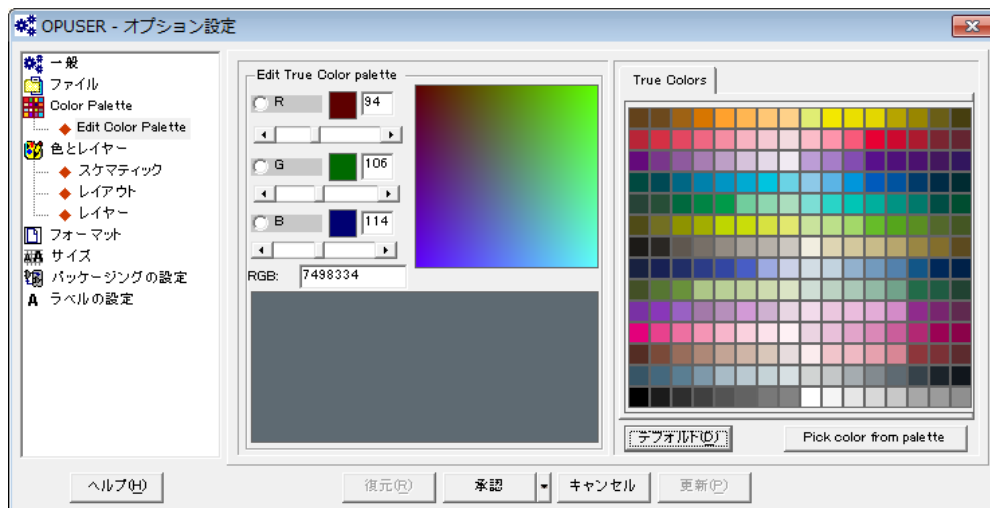 OPUSER - オプション設定
一般
ファイル
Color Palette
Edit Color Palette
色とレイヤー
スケマティック
レイアウト
レイヤー
フォーマット
サイズ
パッケージングの設定
A ラベルの設定
Edit True Color palette
R 94
G 106
B 114
RGB: 7498334
True Colors
デフォルト(D)
Pick color from palette
ヘルプ(H)
復元(R)
承認
キャンセル
更新(P)